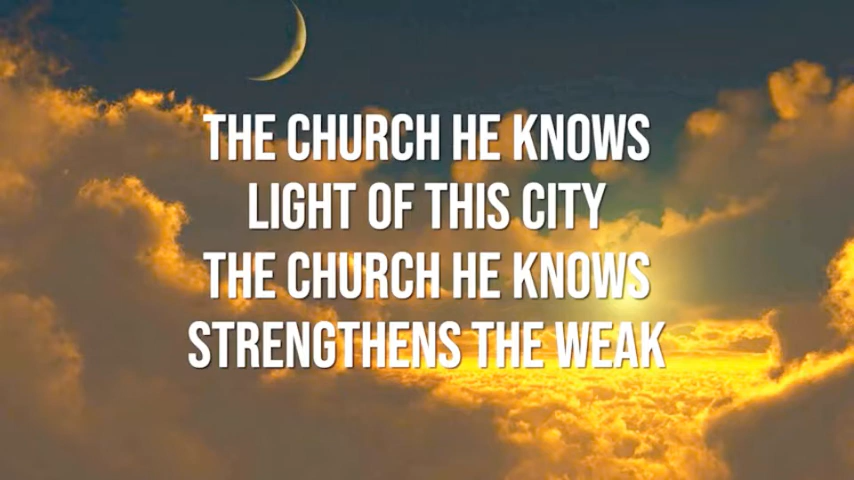 THE CHURCH HE KNOWS
LIGHT OF THIS CITY
THE CHURCH HE KNOWS
STRENGTHENS THE WEAK